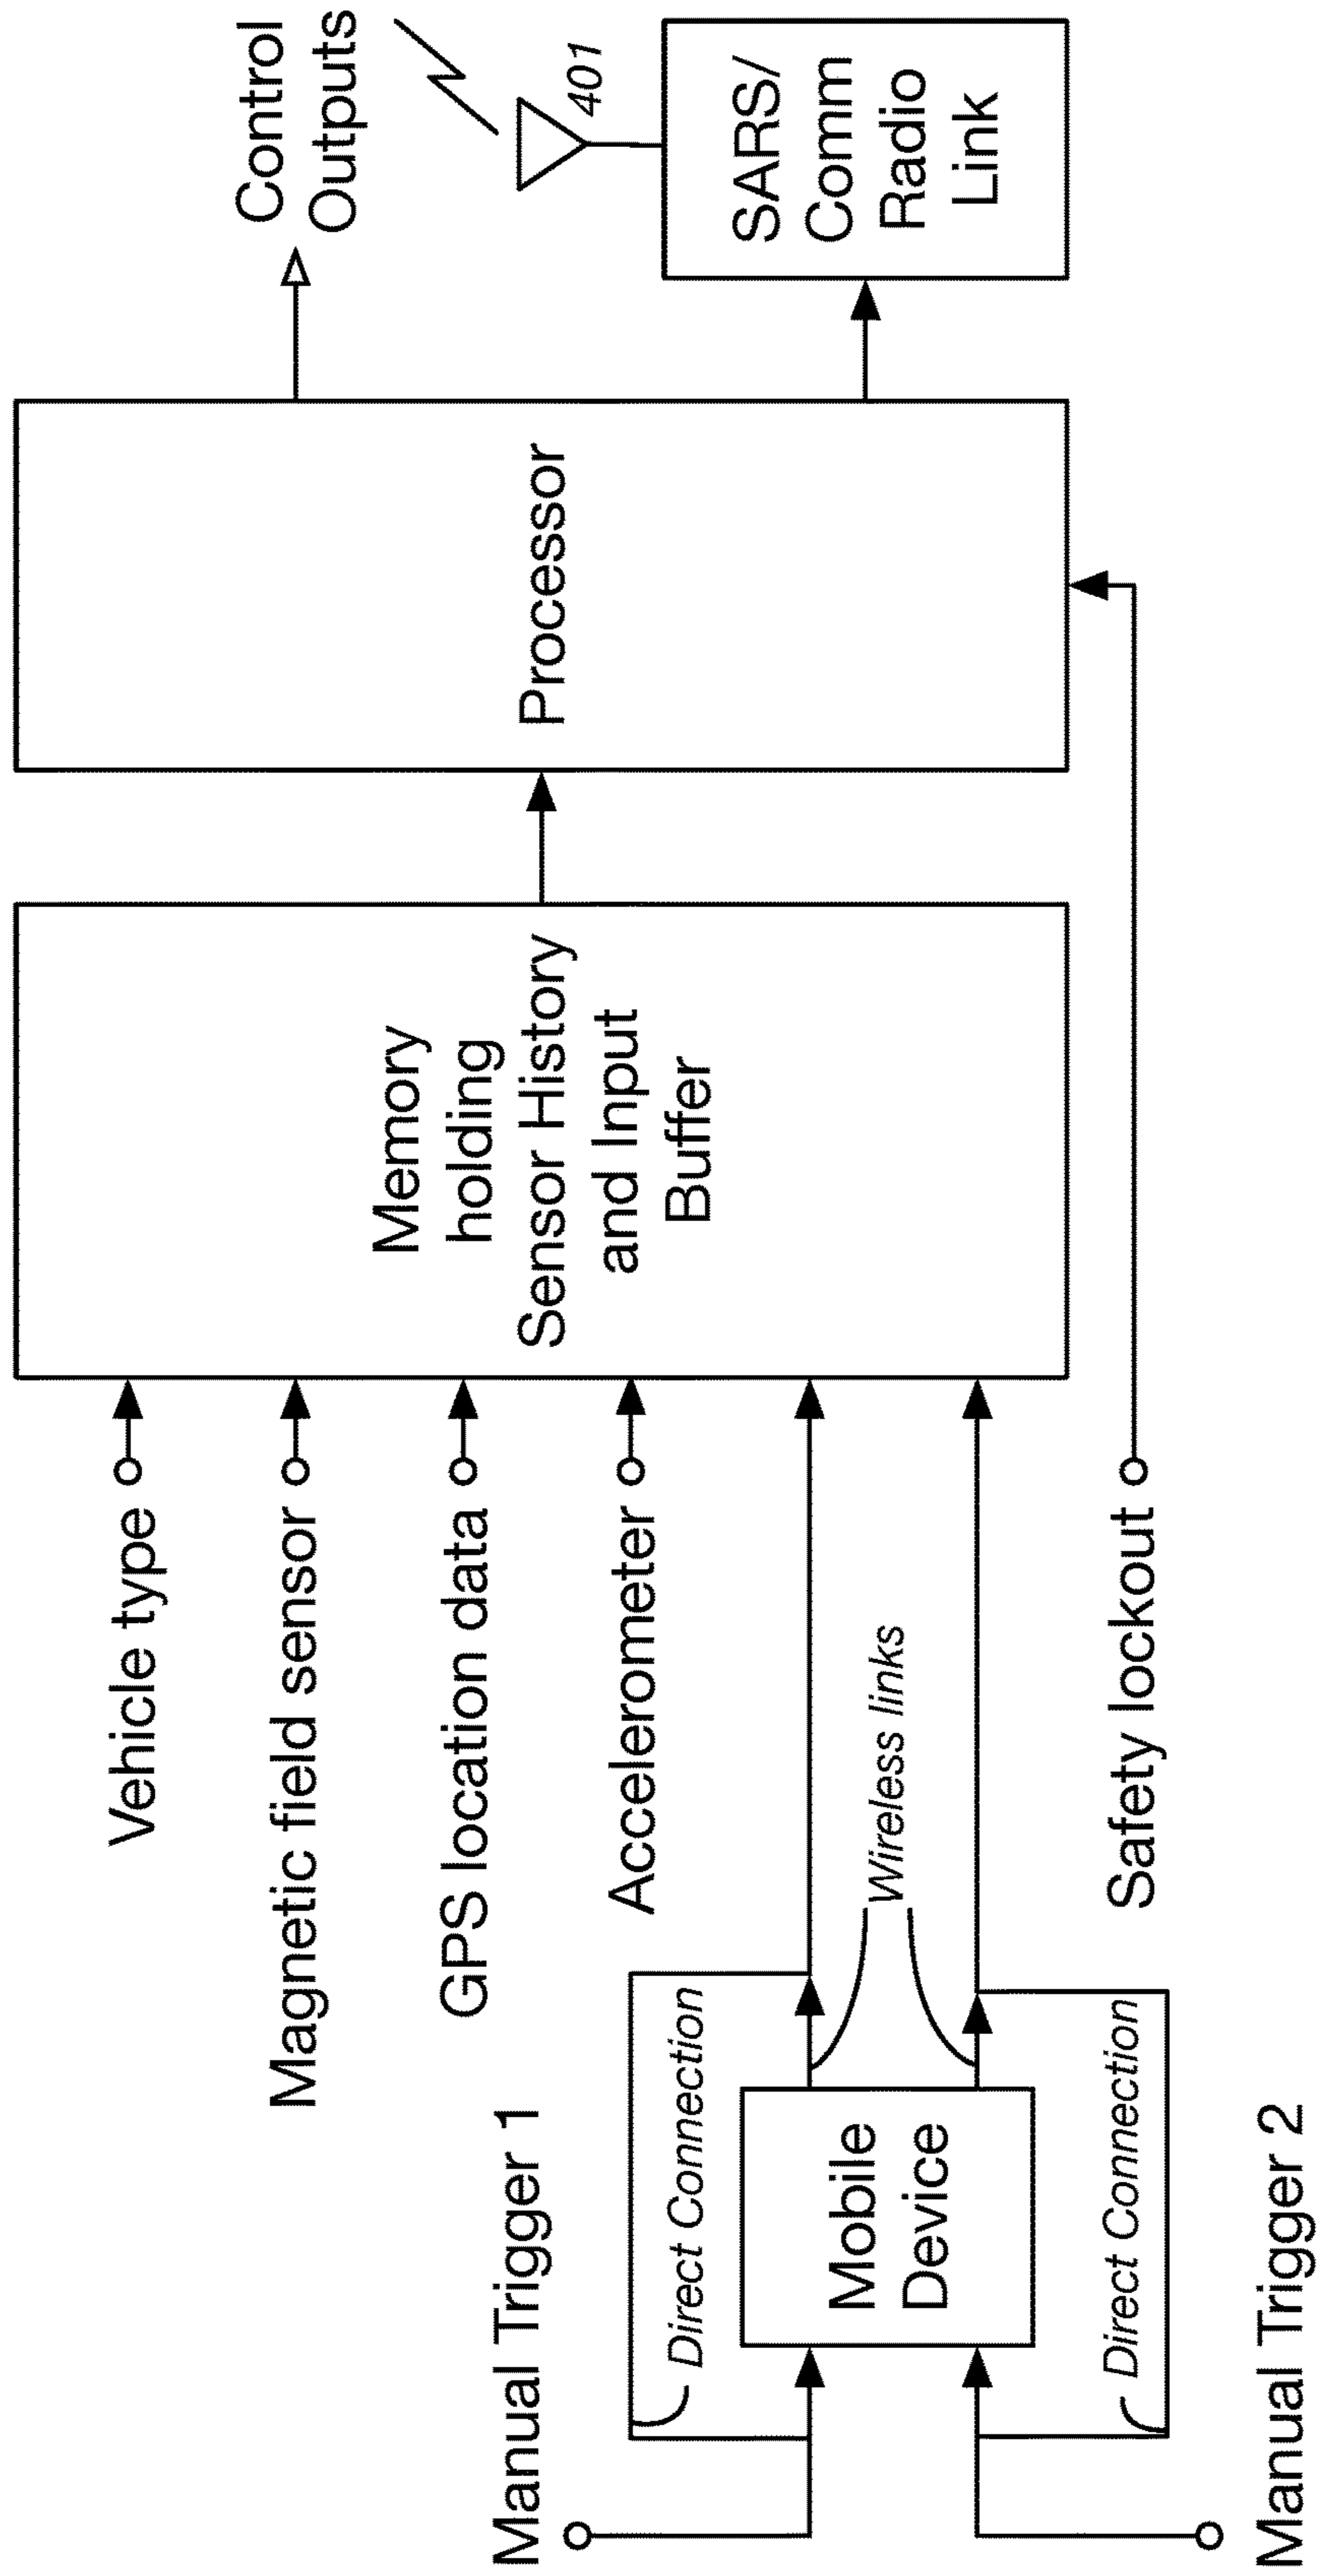 Vehicle type
Magnetic field sensor
GPS location data
Accelerometer
Manual Trigger 1
Direct Connection
Mobile
Device
Wireless links
Direct Connection
Manual Trigger 2
Safety lockout
Memory
holding
Sensor History
and Input
Buffer
Processor
Control
Outputs
401
SARS/
Comm
Radio
Link